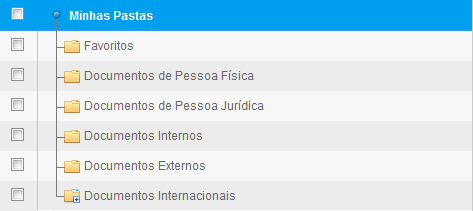 Minhas Pastas
Favoritos
Documentos de Pessoa Física
Documentos de Pessoa Jurídica
Documentos Internos
Documentos Externos
Documentos Internacionais